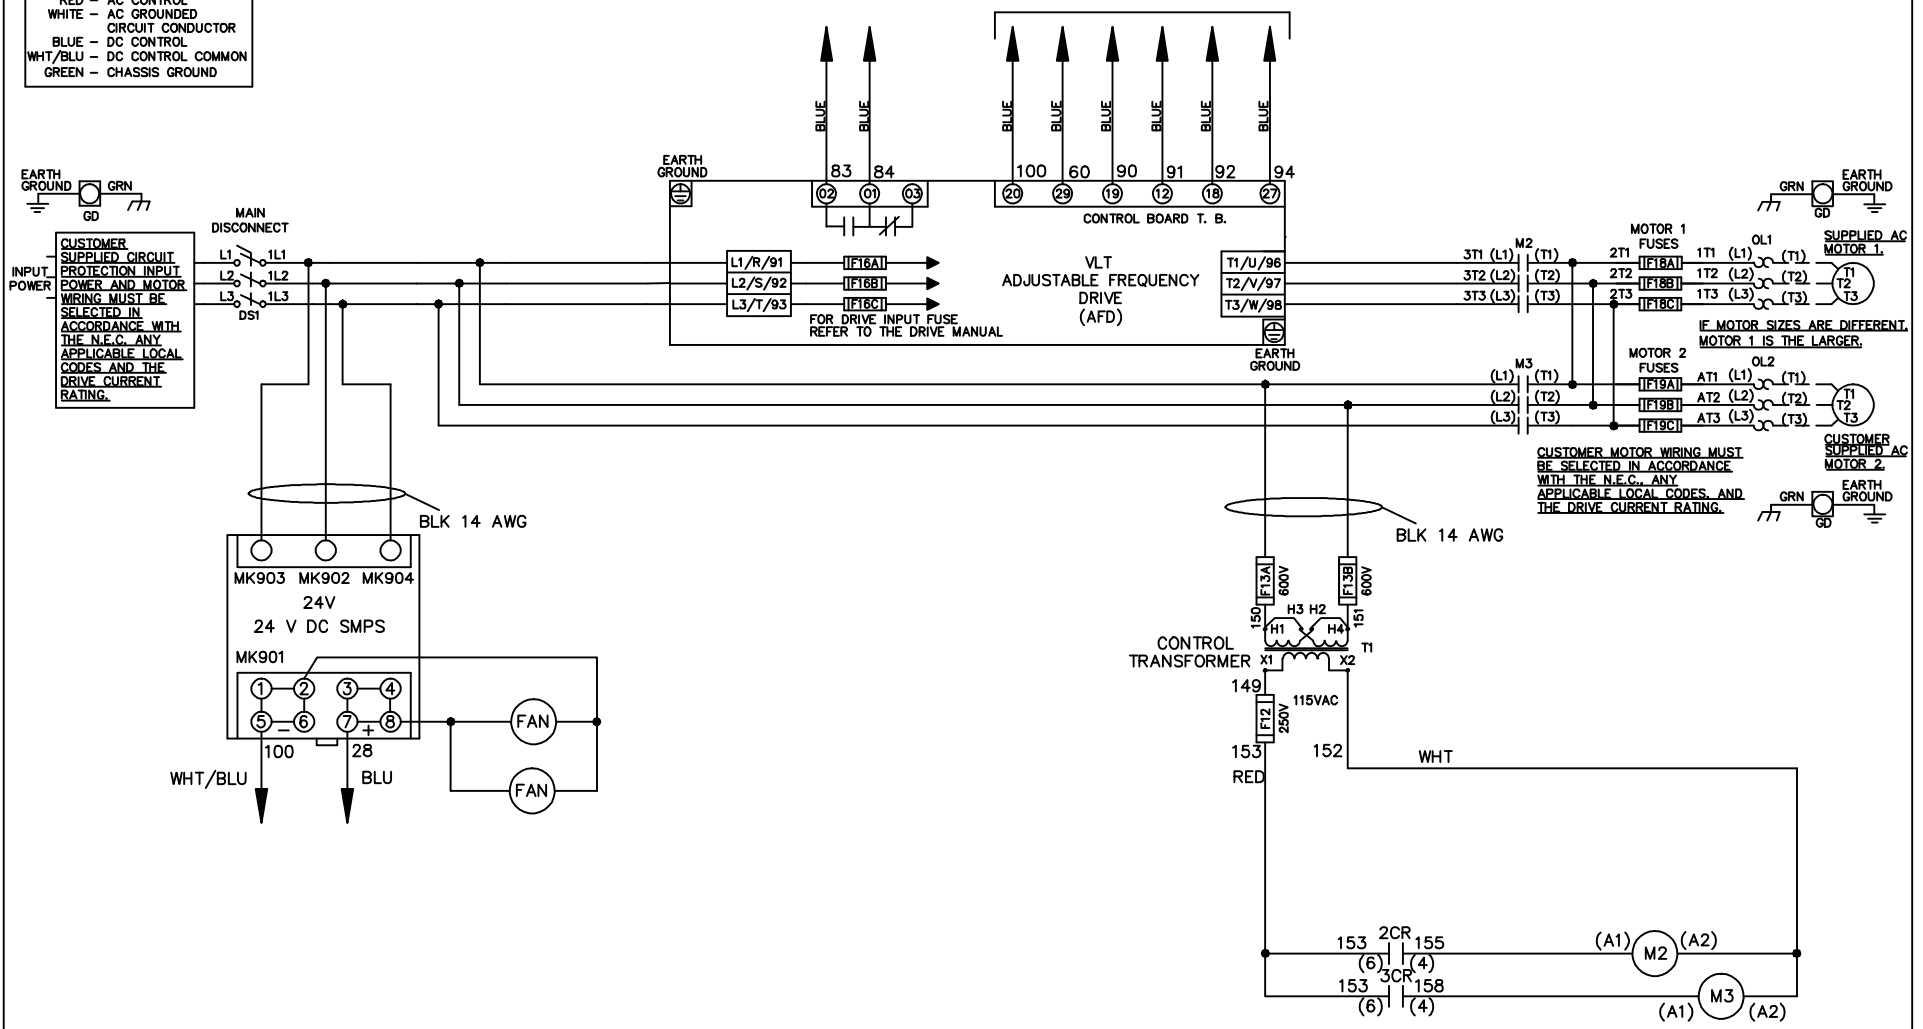 RED - AC CONTROL
WHITE - AC GROUNDED
CIRCUIT CONDUCTOR
BLUE - DC CONTROL
WHT/BLU - DC CONTROL COMMON
GREEN - CHASSIS GROUND
BLUE
BLUE
BLUE
BLUE
BLUE
BLUE
BLUE
BLUE
EARTH
GROUND
GRN
GD
MAIN
DISCONNECT
L1 1L1
L2 1L2
L3 1L3
DS1
INPUT
POWER
CUSTOMER
SUPPLIED CIRCUIT
PROTECTION INPUT
POWER AND MOTOR
WIRING MUST BE
SELECTED IN
ACCORDANCE WITH
THE N.E.C. ANY
APPLICABLE LOCAL
CODES AND THE
DRIVE CURRENT
RATING.
EARTH
GROUND
83 84
02 01 03
100 60 90 91 92 94
20 29 19 12 18 27
CONTROL BOARD T. B.
L1/R/91
L2/S/92
L3/T/93
F16A
F16B
F16C
FOR DRIVE INPUT FUSE
REFER TO THE DRIVE MANUAL
VLT
ADJUSTABLE FREQUENCY
DRIVE
(AFD)
T1/U/96
T2/V/97
T3/W/98
EARTH
GROUND
M2
3T1 (L1) (T1)
3T2 (L2) (T2)
3T3 (L3) (T3)
MOTOR 1
FUSES
2T1 F18A 1T1 (L1) (T1)
2T2 F18B 1T2 (L2) (T2)
2T3 F18C 1T3 (L3) (T3)
OL1
GRN
EARTH
GROUND
GD
SUPPLIED AC
MOTOR 1.
T1
T2
T3
IF MOTOR SIZES ARE DIFFERENT,
MOTOR 1 IS THE LARGER.
M3
(L1) (T1)
(L2) (T2)
(L3) (T3)
MOTOR 2
FUSES
F19A AT1 (L1) (T1)
F19B AT2 (L2) (T2)
F19C AT3 (L3) (T3)
OL2
T1
T2
T3
CUSTOMER
SUPPLIED AC
MOTOR 2.
CUSTOMER MOTOR WIRING MUST
BE SELECTED IN ACCORDANCE
WITH THE N.E.C., ANY
APPLICABLE LOCAL CODES, AND
THE DRIVE CURRENT RATING.
GRN
EARTH
GROUND
GD
BLK 14 AWG
MK903 MK902 MK904
24V
24 V DC SMPS
MK901
1 2 3 4
5 6 7 8
- +
100 28
WHT/BLU
BLU
FAN
FAN
BLK 14 AWG
F13A
600V
F13B
600V
150
151
H3 H2
H1 H4
T1
CONTROL
TRANSFORMER
X1 X2
149
F12
250V
115VAC
153
RED
152
WHT
2CR
153 155
(6) (4)
(A1) M2 (A2)
3CR
153 158
(6) (4)
(A1) M3 (A2)